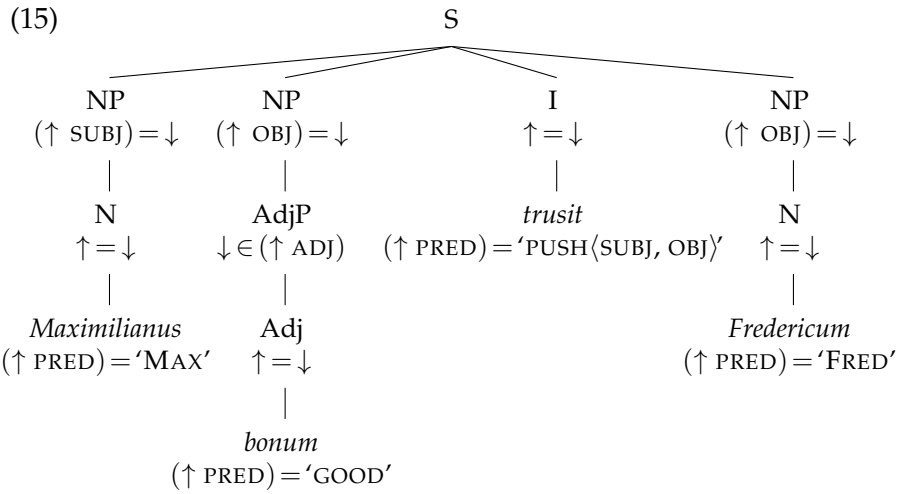 (15) S
NP NP I NP
(↑ SUBJ) = ↓ (↑ OBJ) = ↓ ↑ = ↓ (↑ OBJ) = ↓
N AdjP trusit N
↑ = ↓ ↓ ∈ (↑ ADJ) (↑ PRED) = ‘PUSH⟨SUBJ, OBJ⟩’ ↑ = ↓
Maximilianus Adj Fredericum
(↑ PRED) = ‘MAX’ ↑ = ↓ (↑ PRED) = ‘FRED’
bonum
(↑ PRED) = ‘GOOD’